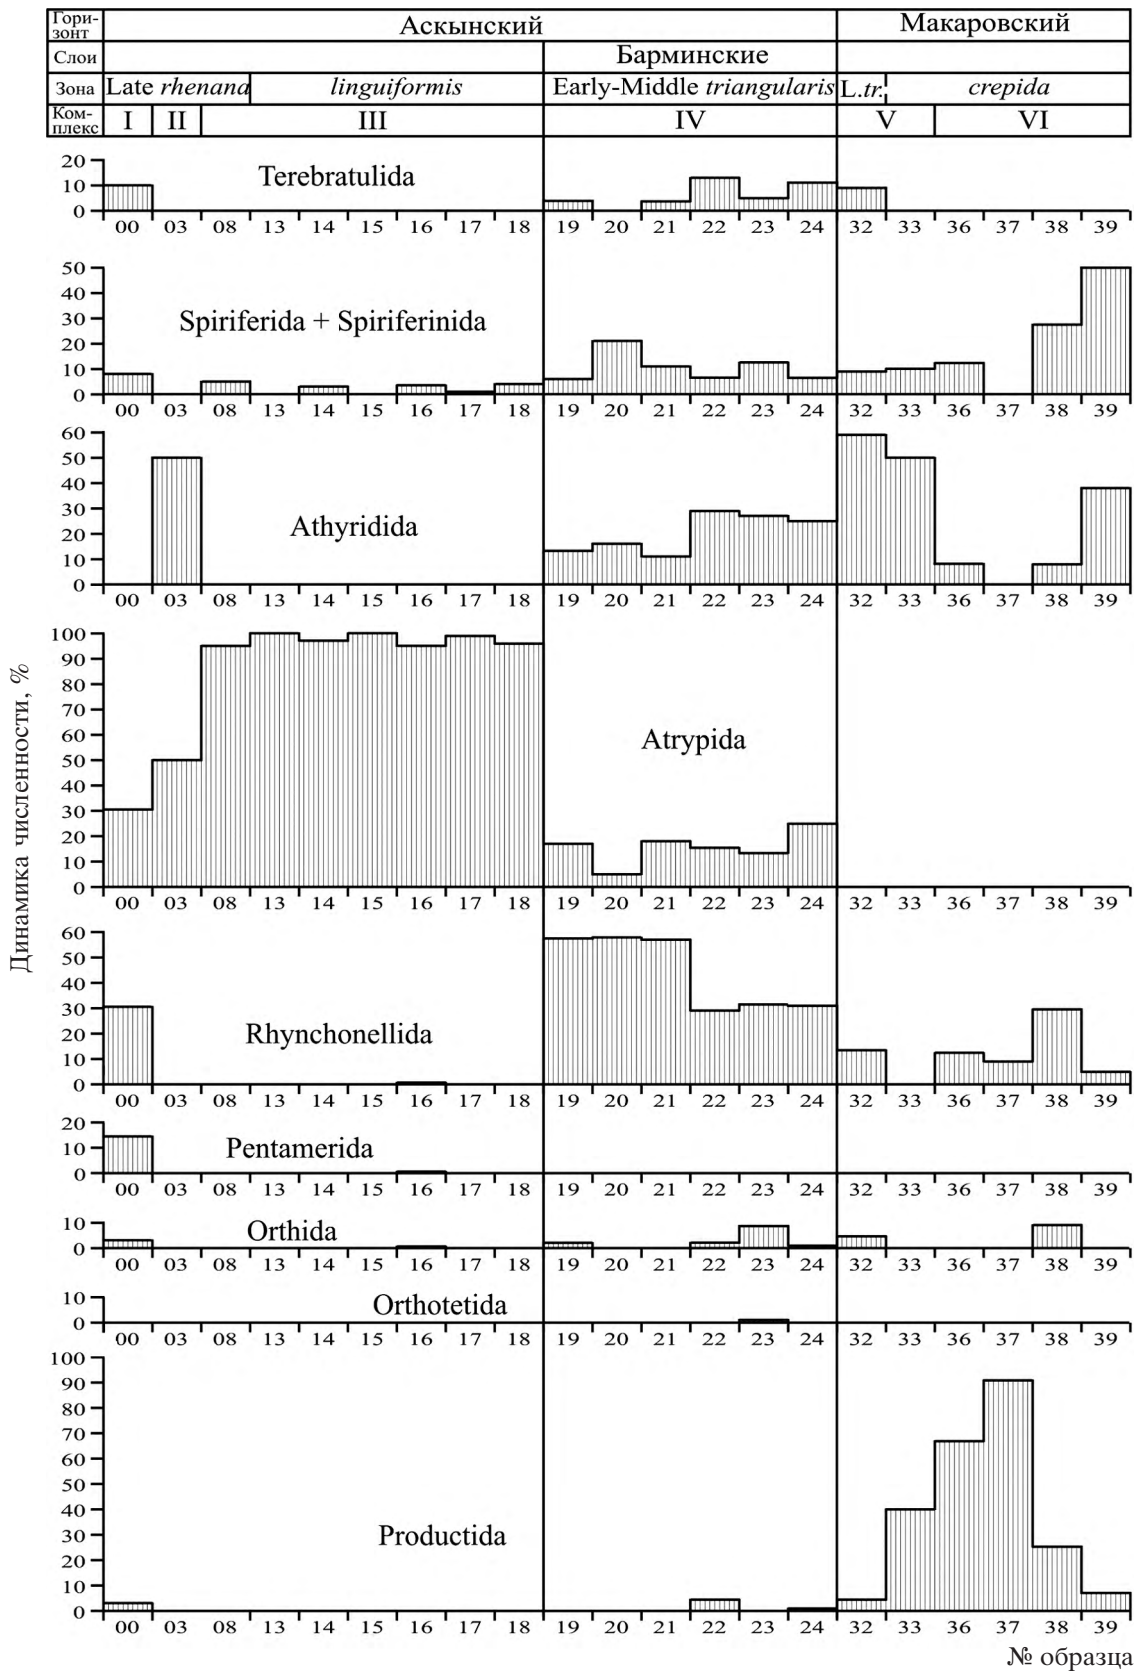 Гори-
зонт
Аскынский
Макаровский
Слои
Барминские
Зона
Late rhenana
linguiformis
Early-Middle triangularis
L.tr.
crepida
Ком-
плекс
I
II
III
IV
V
VI
20
10
0
Terebratulida
00 03 08 13 14 15 16 17 18 19 20 21 22 23 24 32 33 36 37 38 39
50
40
30
20
10
0
Spiriferida + Spiriferinida
00 03 08 13 14 15 16 17 18 19 20 21 22 23 24 32 33 36 37 38 39
60
50
40
30
20
10
0
Athyridida
00 03 08 13 14 15 16 17 18 19 20 21 22 23 24 32 33 36 37 38 39
Динамика численности, %
100
90
80
70
60
50
40
30
20
10
0
Atrypida
00 03 08 13 14 15 16 17 18 19 20 21 22 23 24 32 33 36 37 38 39
60
50
40
30
20
10
0
Rhynchonellida
00 03 08 13 14 15 16 17 18 19 20 21 22 23 24 32 33 36 37 38 39
20
10
0
Pentamerida
00 03 08 13 14 15 16 17 18 19 20 21 22 23 24 32 33 36 37 38 39
10
0
Orthida
00 03 08 13 14 15 16 17 18 19 20 21 22 23 24 32 33 36 37 38 39
10
0
Orthotetida
00 03 08 13 14 15 16 17 18 19 20 21 22 23 24 32 33 36 37 38 39
100
90
80
70
60
50
40
30
20
10
0
Productida
00 03 08 13 14 15 16 17 18 19 20 21 22 23 24 32 33 36 37 38 39
№ образца